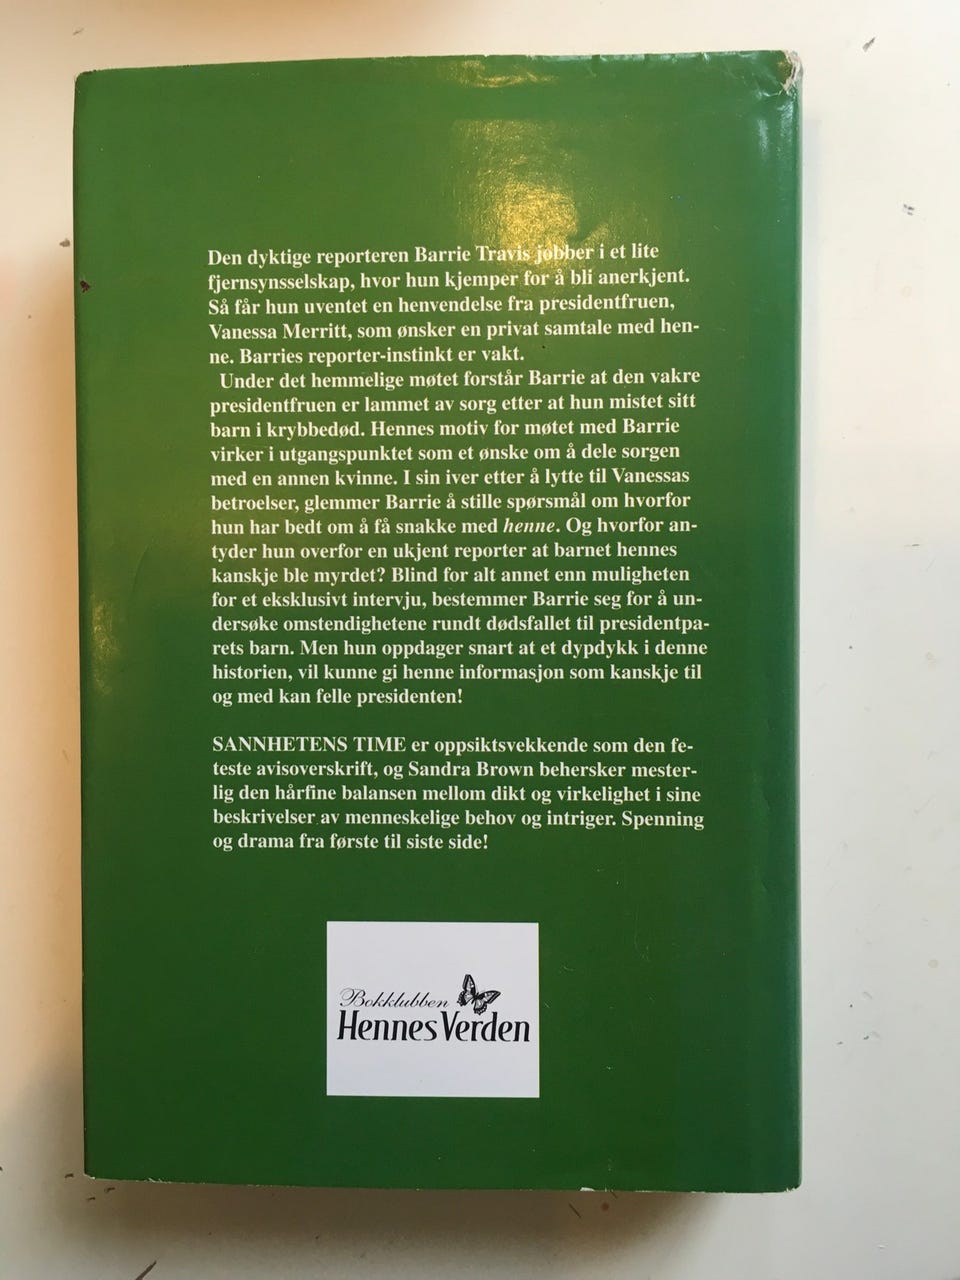 Den dyktige reporteren Barrie Travis jobber i et lite
fjernsynsselskap, hvor hun kjemper for å bli anerkjent.
Så får hun uventet en henvendelse fra presidentfruen,
Vanessa Merritt, som ønsker en privat samtale med hen-
ne. Barries reporter-instinkt er vakt.
Under det hemmelige møtet forstår Barrie at den vakre
presidentfruen er lammet av sorg etter at hun mistet sitt
barn i krybbedød. Hennes motiv for møtet med Barrie
virker i utgangspunktet som et ønske om å dele sorgen
med en annen kvinne. I sin iver etter å lytte til Vanessas
betroelser, glemmer Barrie å stille spørsmål om hvorfor
hun har bedt om å få snakke med henne. Og hvorfor an-
tyder hun overfor en ukjent reporter at barnet hennes
kanskje ble myrdet? Blind for alt annet enn muligheten
for et eksklusivt intervju, bestemmer Barrie seg for å un-
dersøke omstendighetene rundt dødsfallet til presidentpa-
rets barn. Men hun oppdager snart at et dypdykk i denne
historien, vil kunne gi henne informasjon som kanskje til
og med kan felle presidenten!
SANNHETENS TIME er oppsiktsvekkende som den fe-
teste avisoverskrift, og Sandra Brown behersker mester-
lig den hårfine balansen mellom dikt og virkelighet i sine
beskrivelser av menneskelige behov og intriger. Spenning
og drama fra første til siste side!
Bokklubben
Hennes Verden